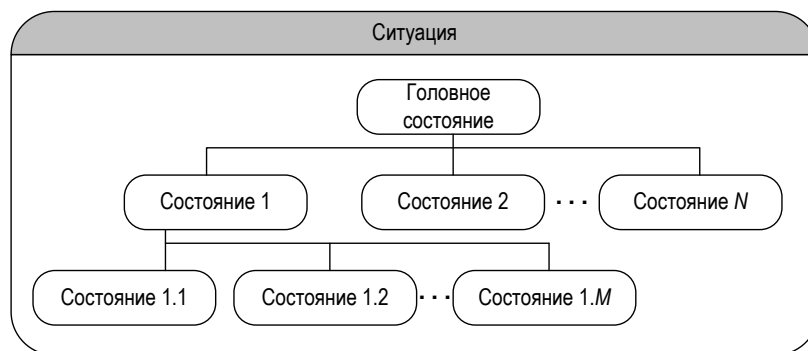 Ситуация
Головное
состояние
Состояние 1
Состояние 2
. . .
Состояние N
Состояние 1.1
Состояние 1.2
. . .
Состояние 1.M